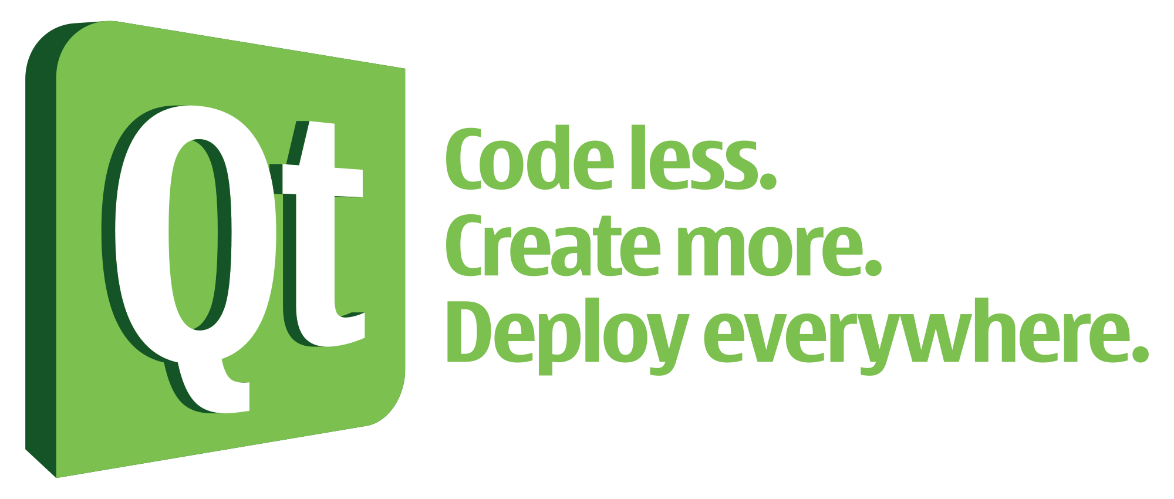 Qt
Code less.
Create more.
Deploy everywhere.